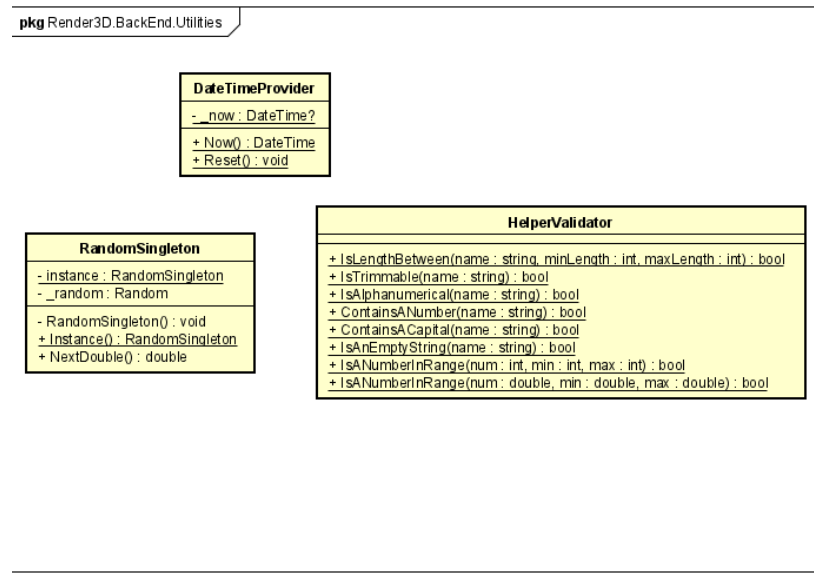 pkg Render3D.BackEnd.Utilities
DateTimeProvider
- _now : DateTime?
+ Now() : DateTime
+ Reset() : void
RandomSingleton
- instance : RandomSingleton
- _random : Random
- RandomSingleton() : void
+ Instance() : RandomSingleton
+ NextDouble() : double
HelperValidator
+ IsLengthBetween(name : string, minLength : int, maxLength : int) : bool
+ IsTrimmable(name : string) : bool
+ IsAlphanumerical(name : string) : bool
+ ContainsANumber(name : string) : bool
+ ContainsACapital(name : string) : bool
+ IsAnEmptyString(name : string) : bool
+ IsANumberInRange(num : int, min : int, max : int) : bool
+ IsANumberInRange(num : double, min : double, max : double) : bool